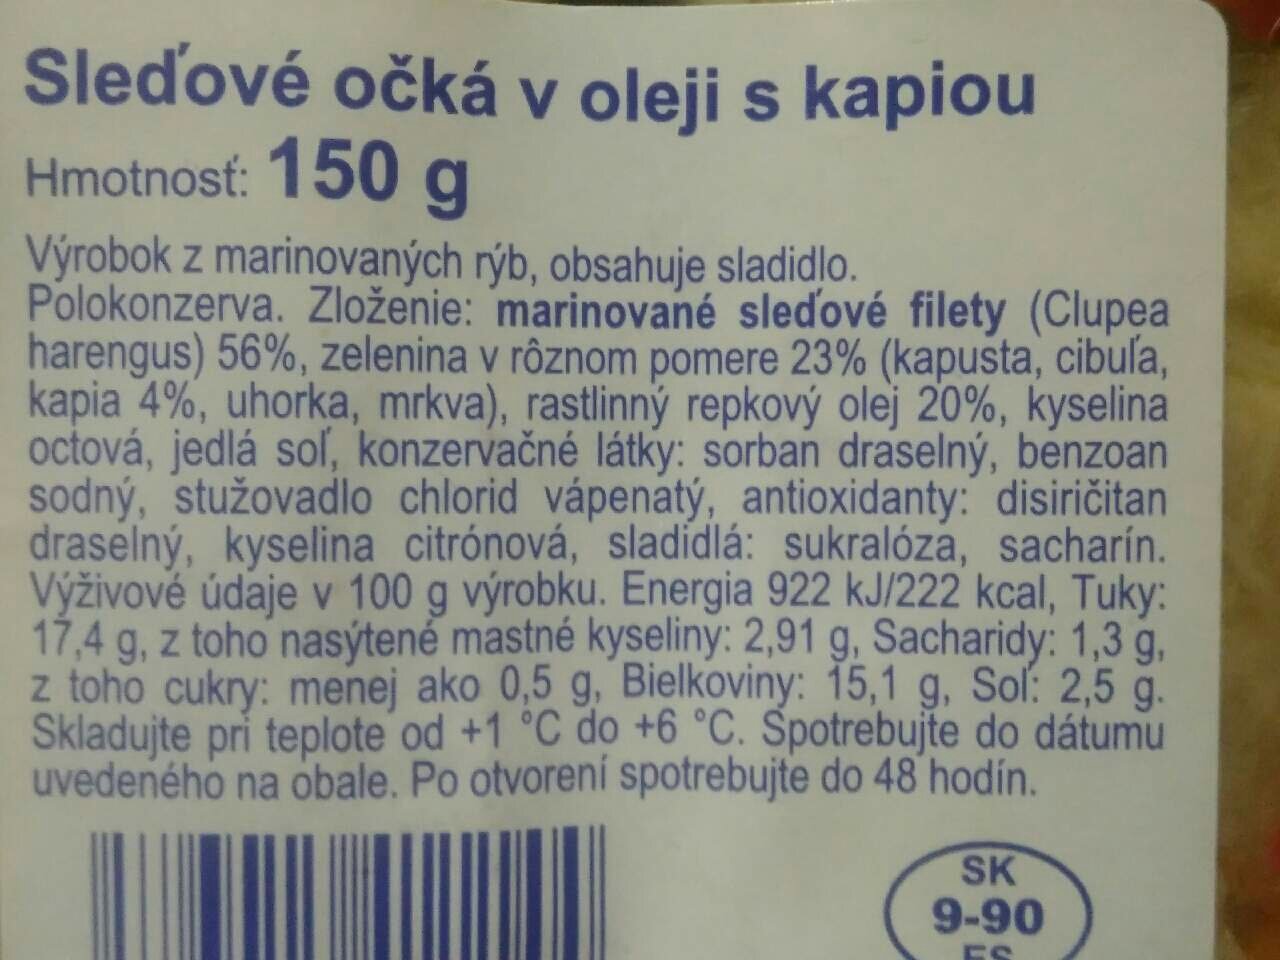 Sleďové očká v oleji s kapiou
Hmotnosť: 150 g
Výrobok z marinovaných rýb, obsahuje sladidlo.
Polokonzerva. Zloženie: marinované sleďové filety (Clupea
harengus) 56%, zelenina v rôznom pomere 23% (kapusta, cibuľa,
kapia 4%, uhorka, mrkva), rastlinný repkový olej 20%, kyselina
octová, jedlá soľ, konzervačné látky: sorban draselný, benzoan
sodný, stužovadlo chlorid vápenatý, antioxidanty: disiričitan
draselný, kyselina citrónová, sladidlá: sukralóza, sacharín.
Výživové údaje v 100 g výrobku. Energia 922 kJ/222 kcal, Tuky:
17,4 g, z toho nasýtené mastné kyseliny: 2,91 g, Sacharidy: 1,3 g,
z toho cukry: menej ako 0,5 g, Bielkoviny: 15,1 g, Soľ: 2,5 g.
Skladujte pri teplote od +1 °C do +6 °C. Spotrebujte do dátumu
uvedeného na obale. Po otvorení spotrebujte do 48 hodín.
SK
9-90
ES